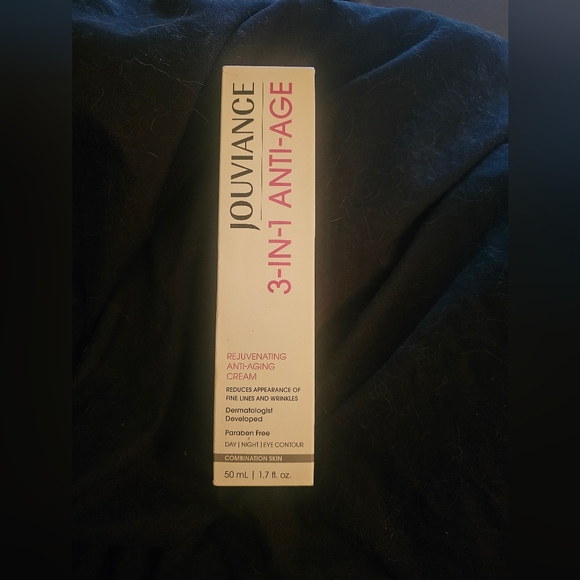 JOUVIANCE
3-IN-1 ANTI-AGE
REJUVENATING
ANTI-AGING
CREAM
REDUCES APPEARANCE OF
FINE LINES AND WRINKLES
Dermatologist
Developed
Paraben Free
DAY | NIGHT | EYE CONTOUR
COMBINATION SKIN
50 mL | 1.7 fl. oz.